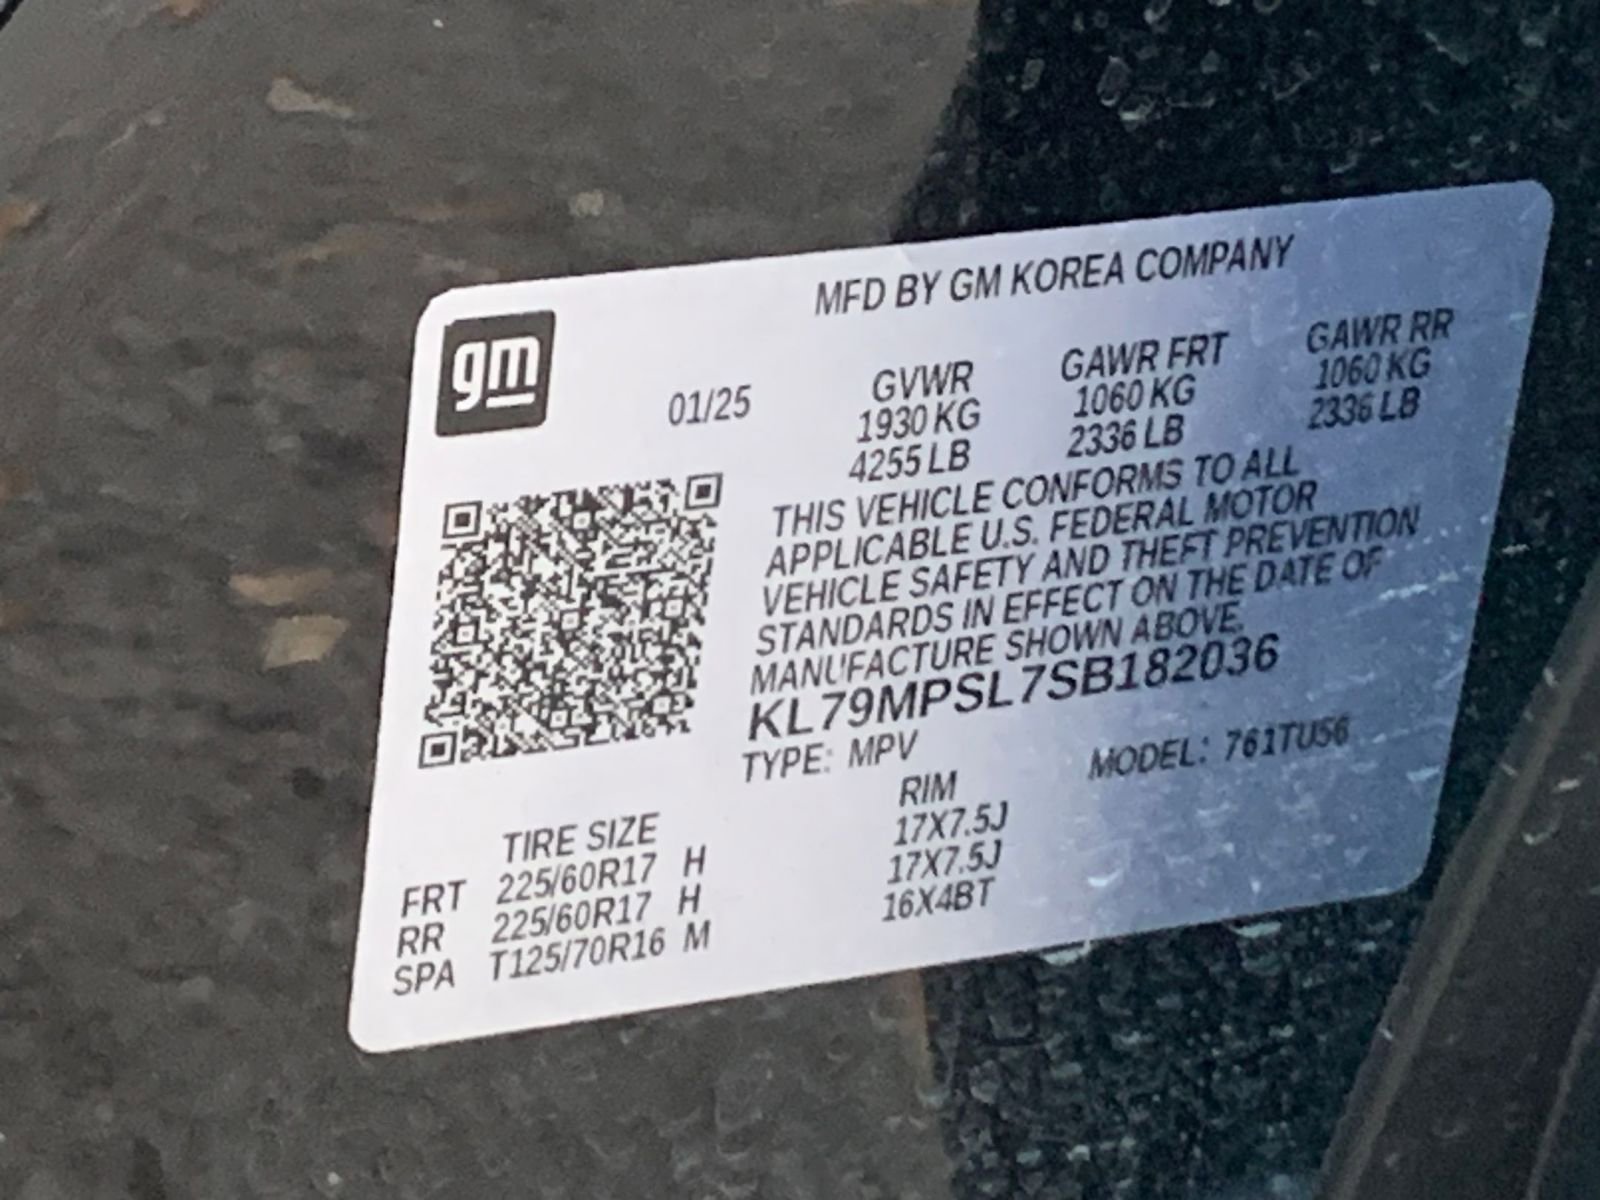 MFD BY GM KOREA COMPANY
gm
01/25 GVWR GAWR FRT GAWR RR
1930 KG 1060 KG 1060 KG
4255 LB 2336 LB 2336 LB
THIS VEHICLE CONFORMS TO ALL
APPLICABLE U.S. FEDERAL MOTOR
VEHICLE SAFETY AND THEFT PREVENTION
STANDARDS IN EFFECT ON THE DATE OF
MANUFACTURE SHOWN ABOVE.
KL79MPSL7SB182036
TYPE: MPV MODEL: 761TU56
TIRE SIZE RIM
FRT 225/60R17 H 17X7.5J
RR 225/60R17 H 17X7.5J
SPA T125/70R16 M 16X4BT